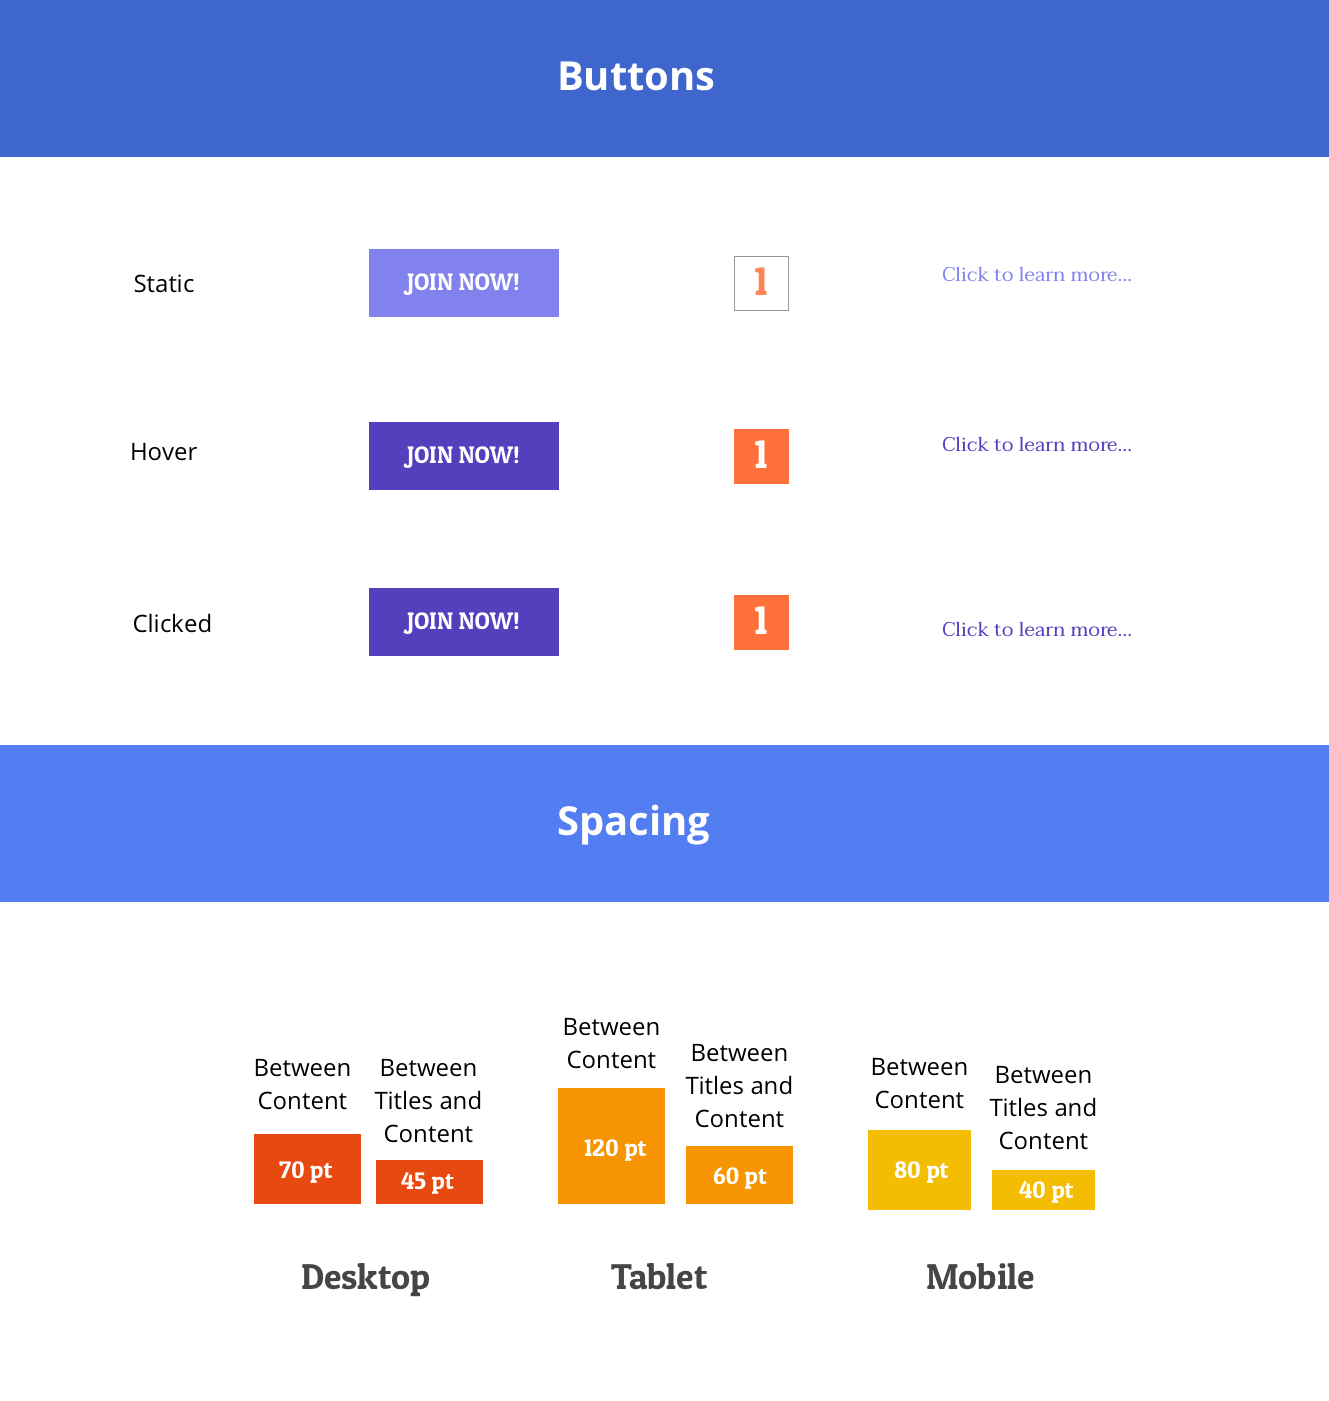 Buttons
Static
JOIN NOW!
1
Click to learn more...
Hover
JOIN NOW!
1
Click to learn more...
Clicked
JOIN NOW!
1
Click to learn more...
Spacing
Between
Content
70 pt
Between
Titles and
Content
45 pt
Desktop
Between
Content
120 pt
Between
Titles and
Content
60 pt
Tablet
Between
Content
80 pt
Between
Titles and
Content
40 pt
Mobile